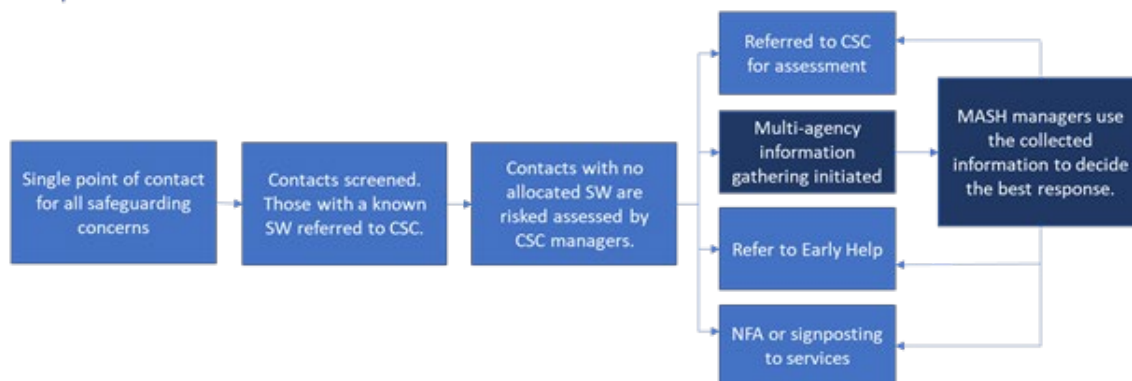 Single point of contact
for all safeguarding
concerns
Contacts screened.
Those with a known
SW referred to CSC.
Contacts with no
allocated SW are
risked assessed by
CSC managers.
Referred to CSC
for assessment
Multi-agency
information
gathering initiated
Refer to Early Help
NFA or signposting
to services
MASH managers use
the collected
information to decide
the best response.